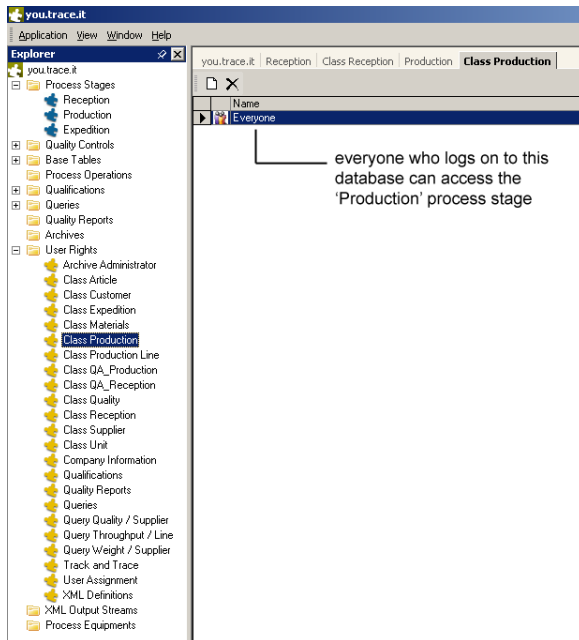 you.trace.it
Application View Window Help
Explorer
you.trace.it
Process Stages
Reception
Production
Expedition
Quality Controls
Base Tables
Process Operations
Qualifications
Queries
Quality Reports
Archives
User Rights
Archive Administrator
Class Article
Class Customer
Class Expedition
Class Materials
Class Production
Class Production Line
Class QA_Production
Class QA_Reception
Class Quality
Class Reception
Class Supplier
Class Unit
Company Information
Qualifications
Quality Reports
Queries
Query Quality / Supplier
Query Throughput / Line
Query Weight / Supplier
Track and Trace
User Assignment
XML Definitions
XML Output Streams
Process Equipments
you.trace.it Reception Class Reception Production Class Production
Name
Everyone
everyone who logs on to this
database can access the
‘Production’ process stage